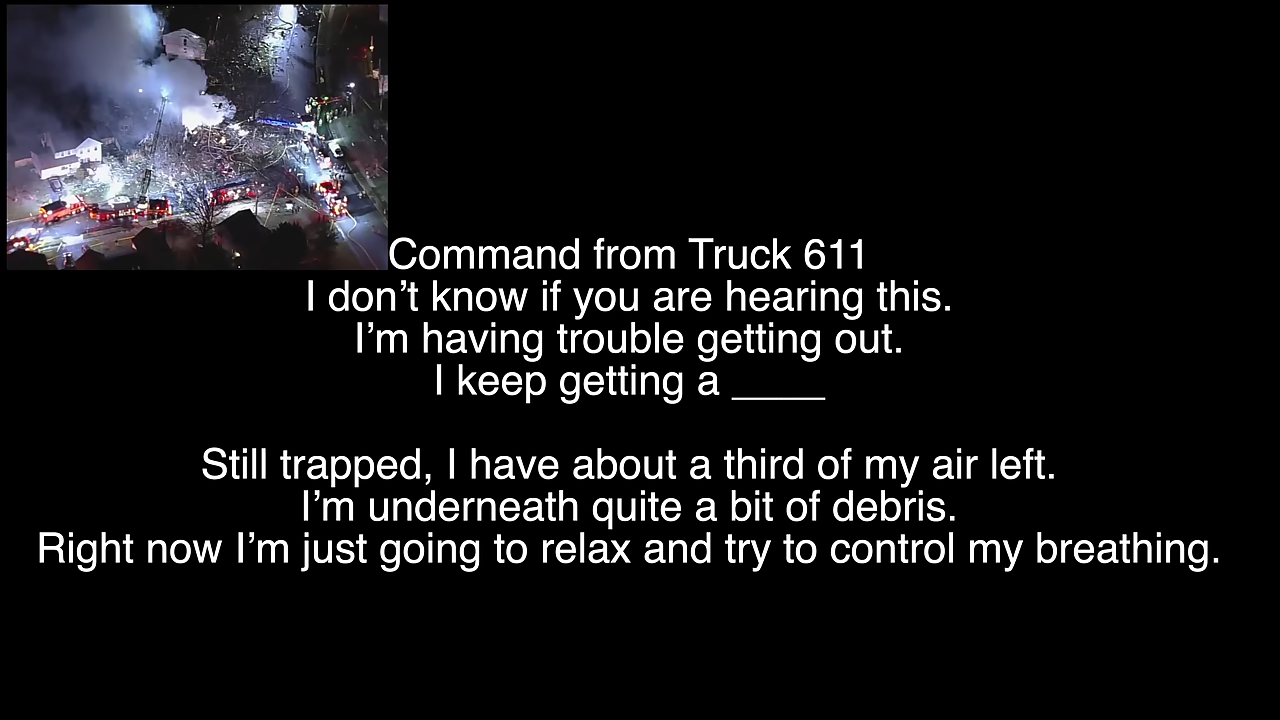 Command from Truck 611
I don’t know if you are hearing this.
I’m having trouble getting out.
I keep getting a ____
Still trapped, I have about a third of my air left.
I’m underneath quite a bit of debris.
Right now I’m just going to relax and try to control my breathing.